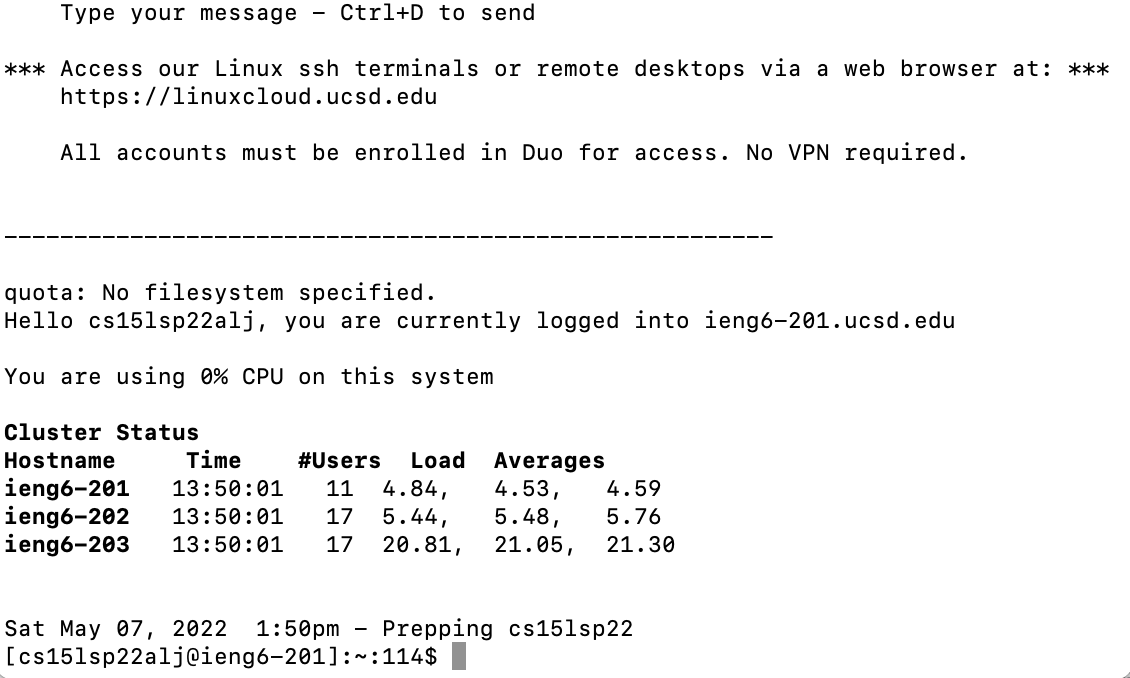 Type your message - Ctrl+D to send
*** Access our Linux ssh terminals or remote desktops via a web browser at: ***
https://linuxcloud.ucsd.edu
All accounts must be enrolled in Duo for access. No VPN required.
-------------------------------------------------------
quota: No filesystem specified.
Hello cs15lsp22alj, you are currently logged into ieng6-201.ucsd.edu
You are using 0% CPU on this system
Cluster Status
Hostname     Time    #Users  Load  Averages
ieng6-201   13:50:01   11  4.84,   4.53,   4.59
ieng6-202   13:50:01   17  5.44,   5.48,   5.76
ieng6-203   13:50:01   17  20.81,  21.05,  21.30
Sat May 07, 2022  1:50pm - Prepping cs15lsp22
[cs15lsp22alj@ieng6-201]:~:114$